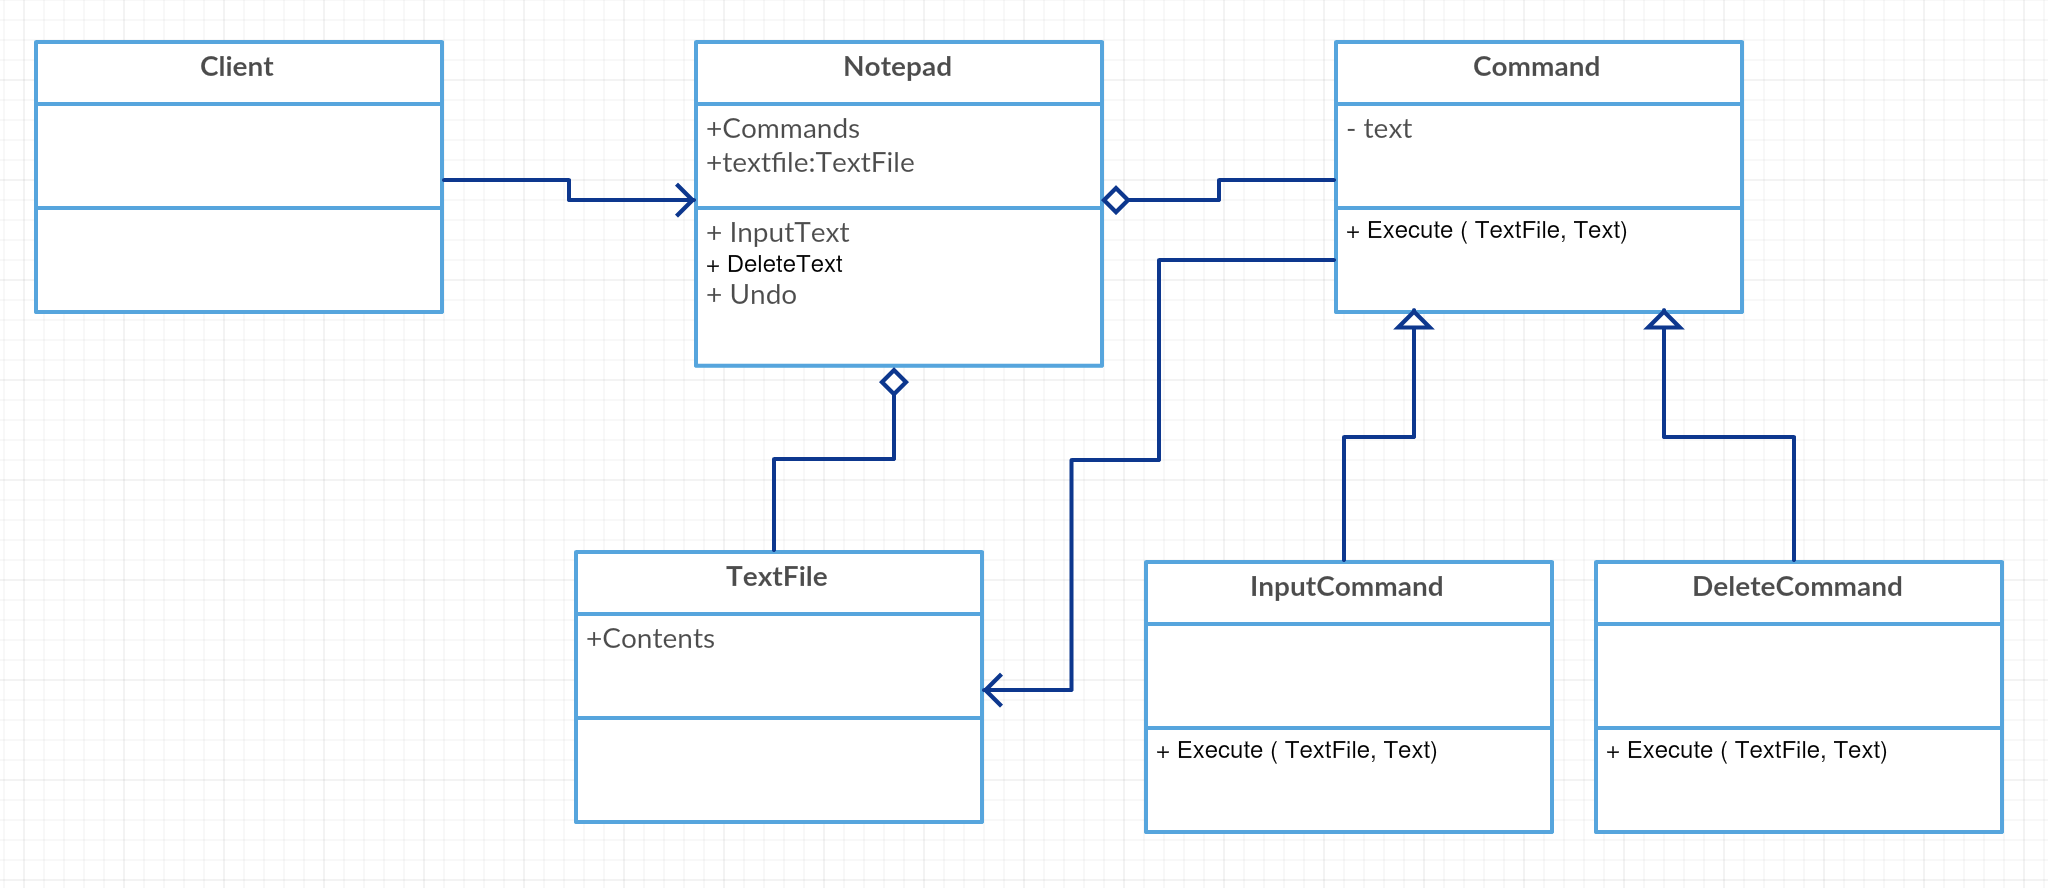 Client
Notepad
+Commands
+textfile:TextFile
+ InputText
+ DeleteText
+ Undo
Command
- text
+ Execute ( TextFile, Text)
TextFile
+Contents
InputCommand
+ Execute ( TextFile, Text)
DeleteCommand
+ Execute ( TextFile, Text)